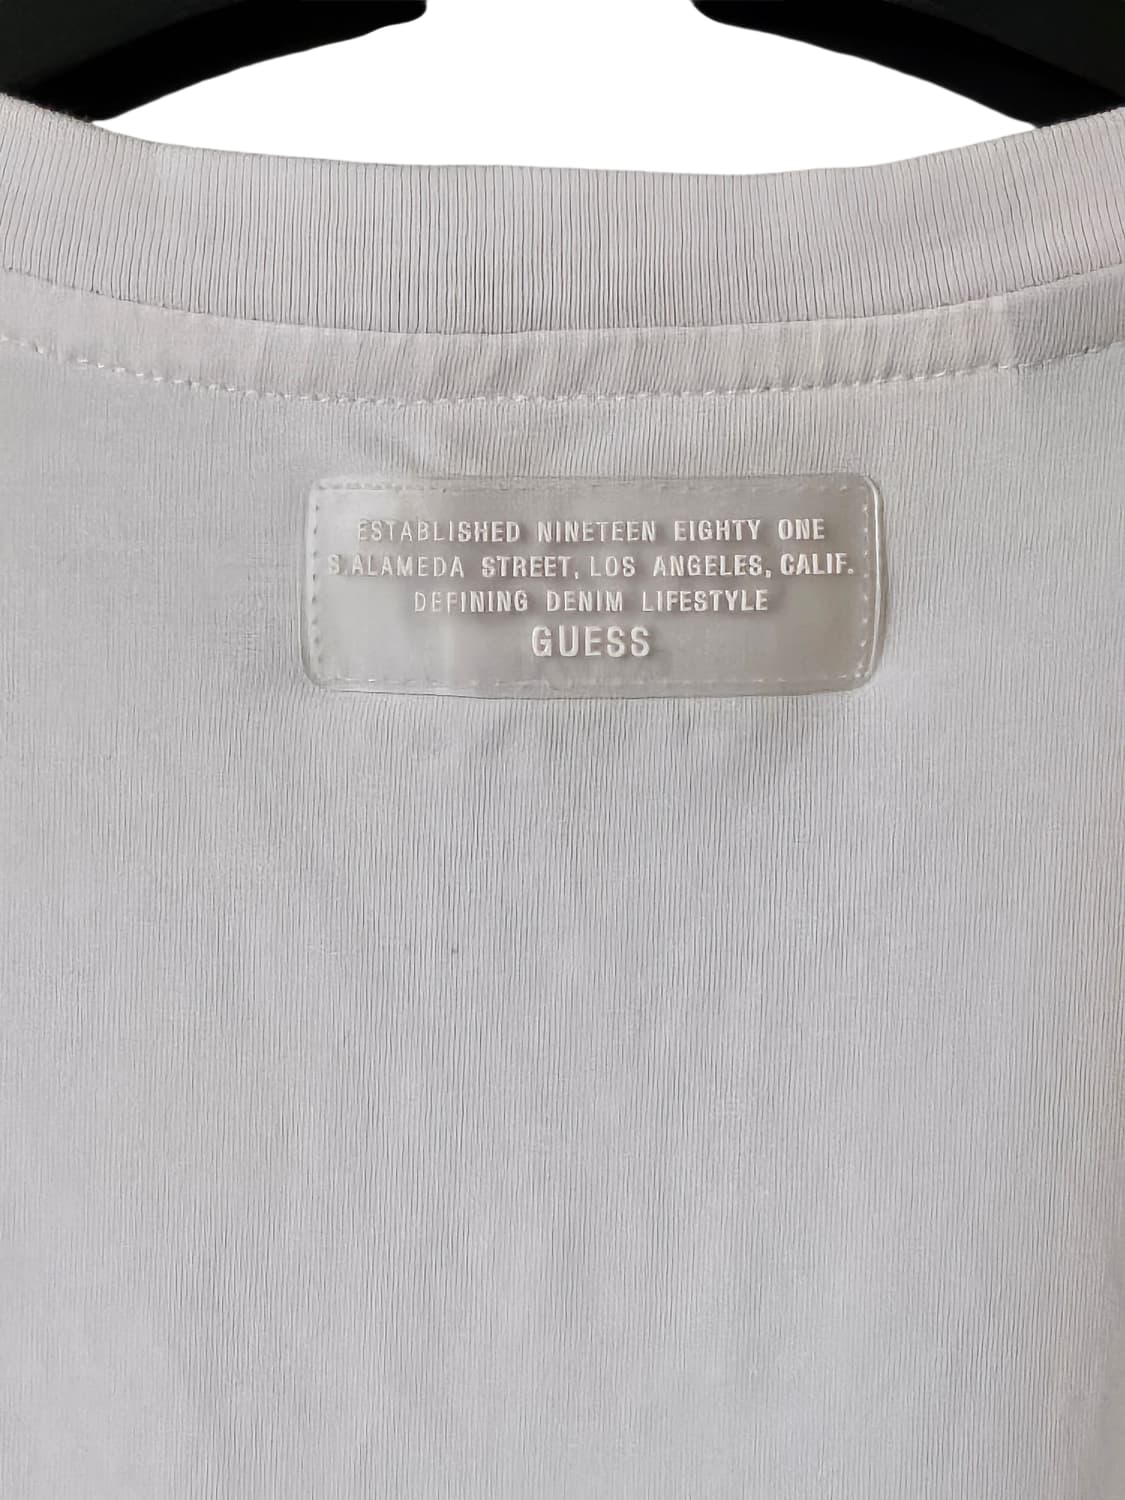 ESTABLISHED NINETEEN EIGHTY ONE
S.ALAMEDA STREET, LOS ANGELES, CALIF.
DEFINING DENIM LIFESTYLE
GUESS